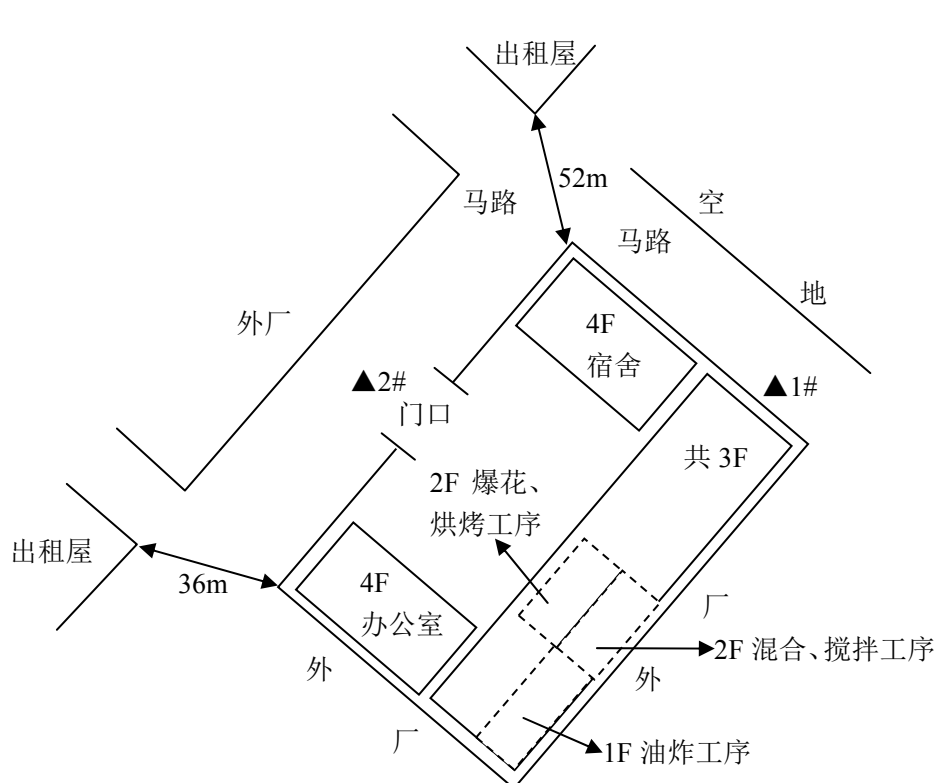 出租屋
52m
马路
空
马路
地
外厂
4F
宿舍
▲2#
▲1#
门口
共 3F
2F 爆花、
烘烤工序
出租屋
36m
4F
办公室
厂
2F 混合、搅拌工序
外
外
厂
1F 油炸工序